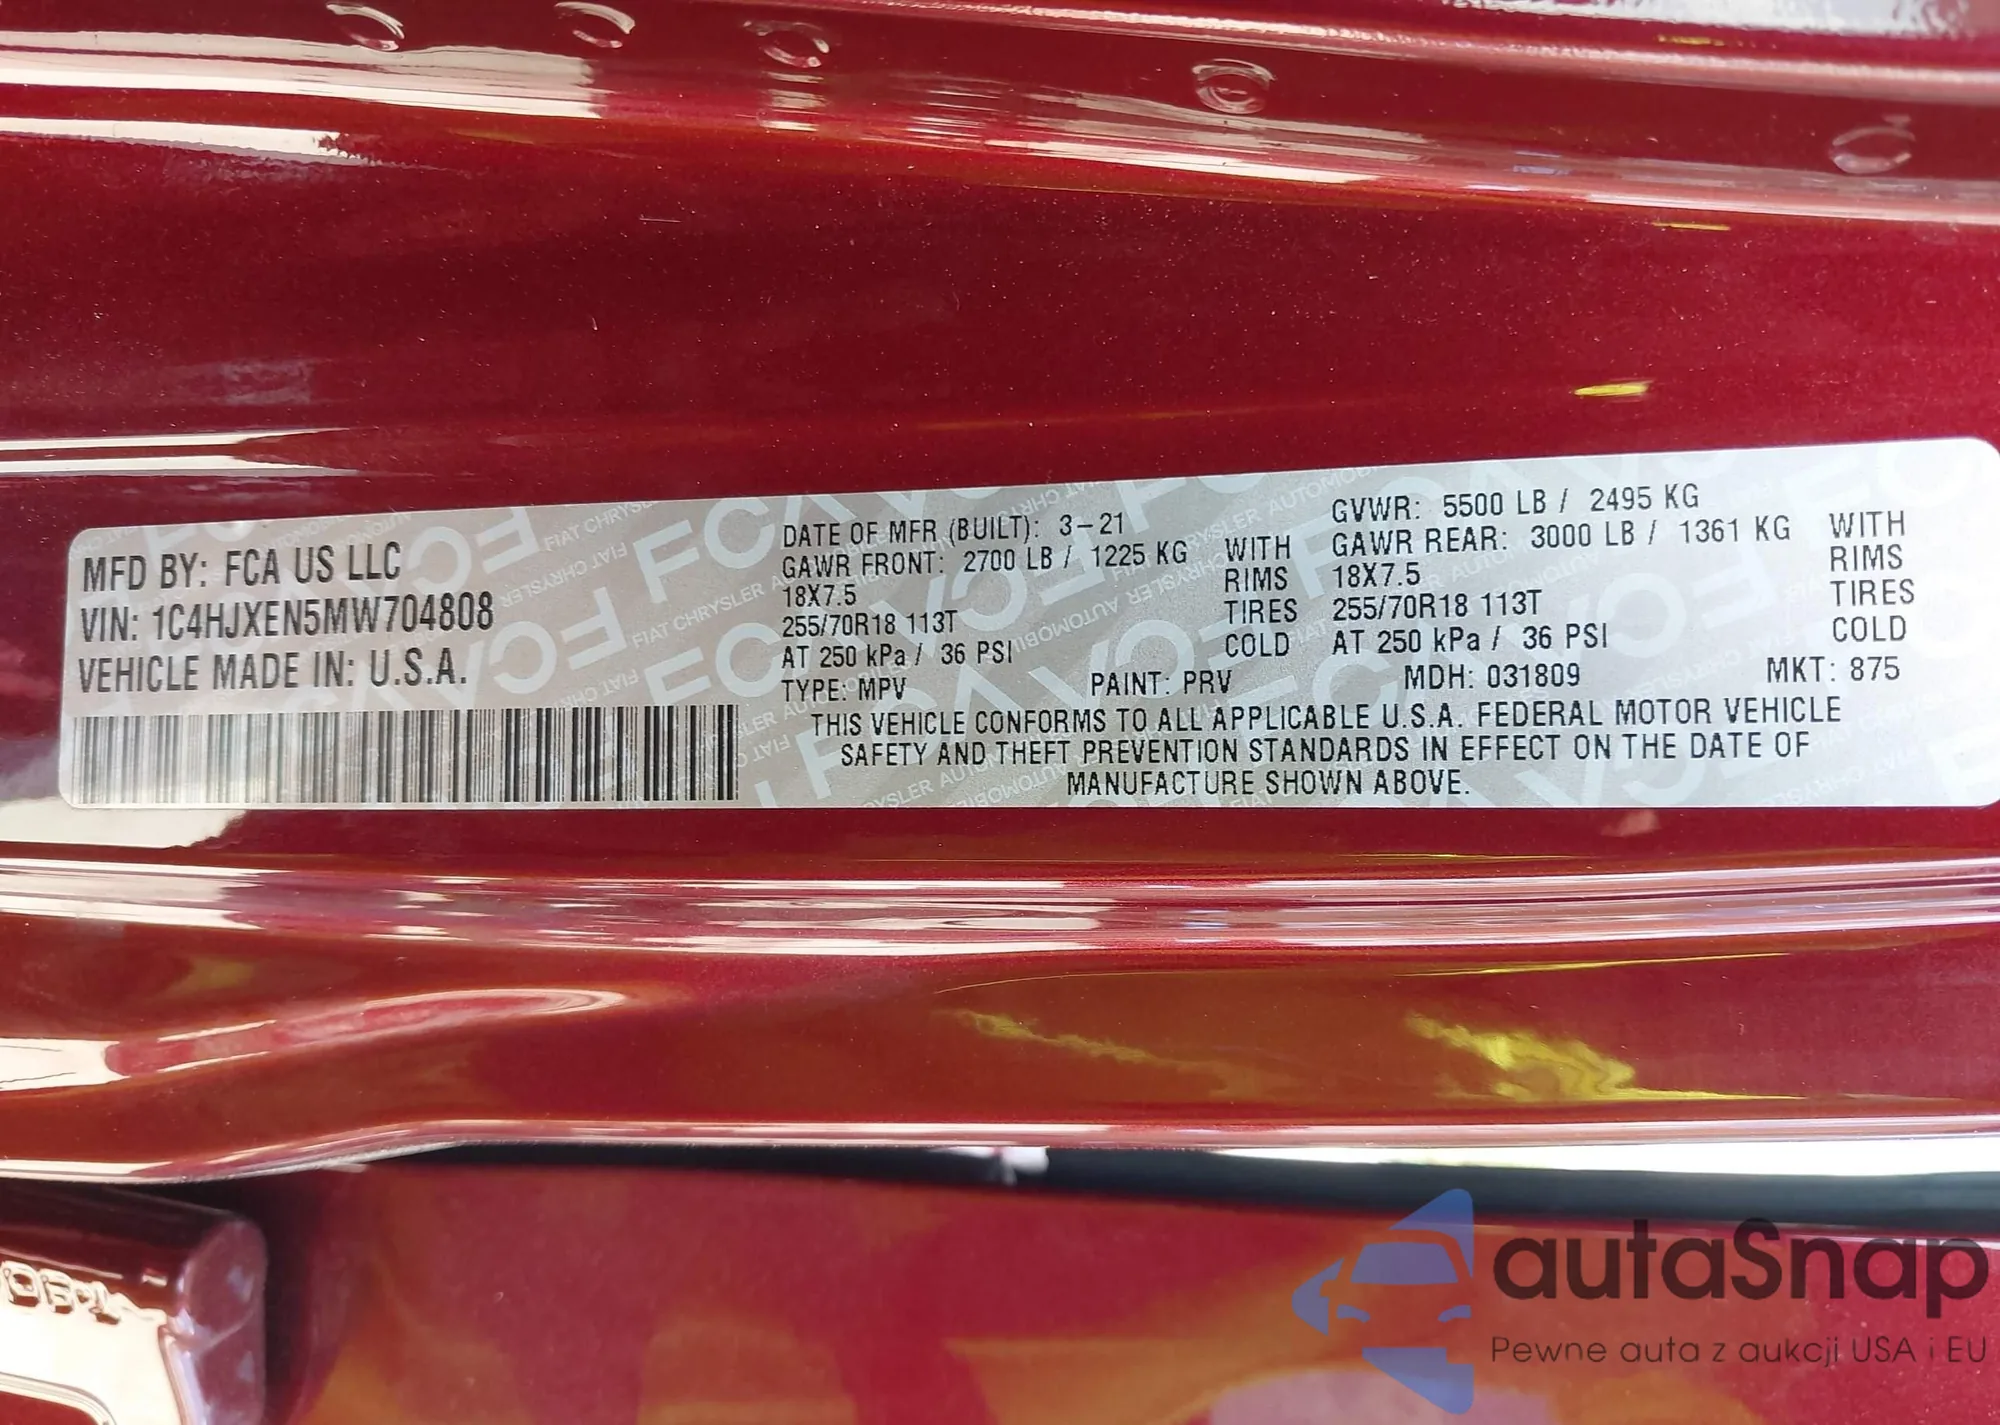 MFD BY: FCA US LLC
VIN: 1C4HJXEN5MW704808
VEHICLE MADE IN: U.S.A.
DATE OF MFR (BUILT): 3-21
GVWR: 5500 LB / 2495 KG
GAWR FRONT: 2700 LB / 1225 KG WITH
18X7.5 RIMS
255/70R18 113T TIRES
AT 250 kPa / 36 PSI COLD
GAWR REAR: 3000 LB / 1361 KG WITH
18X7.5 RIMS
255/70R18 113T TIRES
AT 250 kPa / 36 PSI COLD
TYPE: MPV PAINT: PRV MDH: 031809 MKT: 875
THIS VEHICLE CONFORMS TO ALL APPLICABLE U.S.A. FEDERAL MOTOR VEHICLE
SAFETY AND THEFT PREVENTION STANDARDS IN EFFECT ON THE DATE OF
MANUFACTURE SHOWN ABOVE.
autaSnap
Pewne auta z aukcji USA i EU